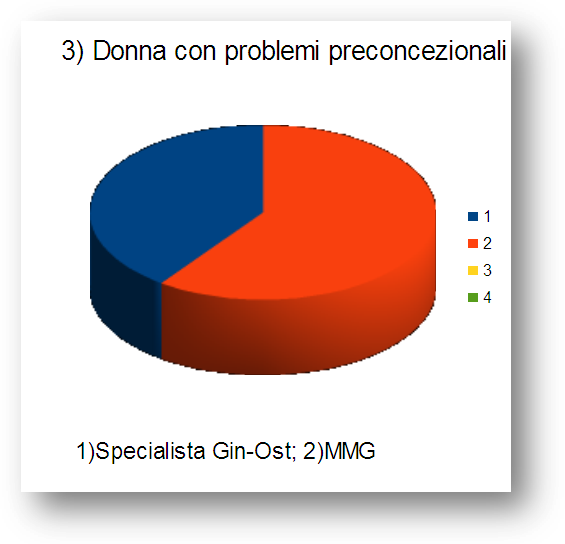 3) Donna con problemi preconcezionali
1
2
3
4
1)Specialista Gin-Ost; 2)MMG